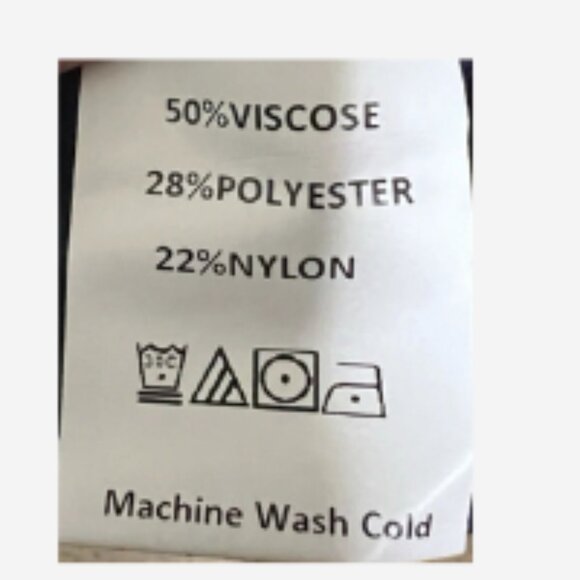 50%VISCOSE
28%POLYESTER
22%NYLON
Machine Wash Cold